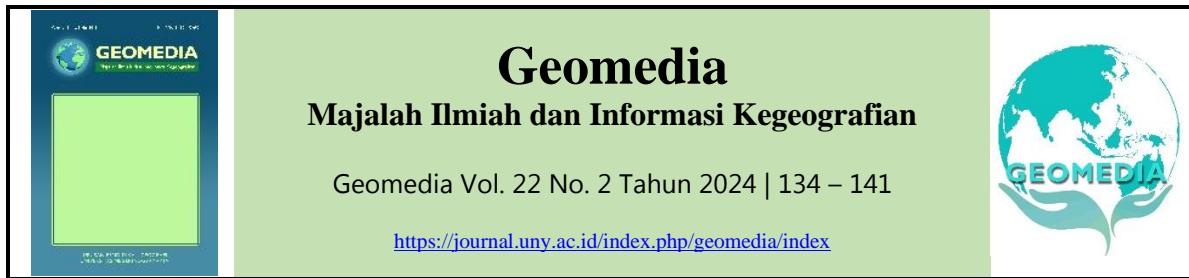 GEOMEDIA
Geomedia
Majalah Ilmiah dan Informasi Kegeografian
Geomedia Vol. 22 No. 2 Tahun 2024 | 134 – 141
https://journal.uny.ac.id/index.php/geomedia/index
GEOMEDIA